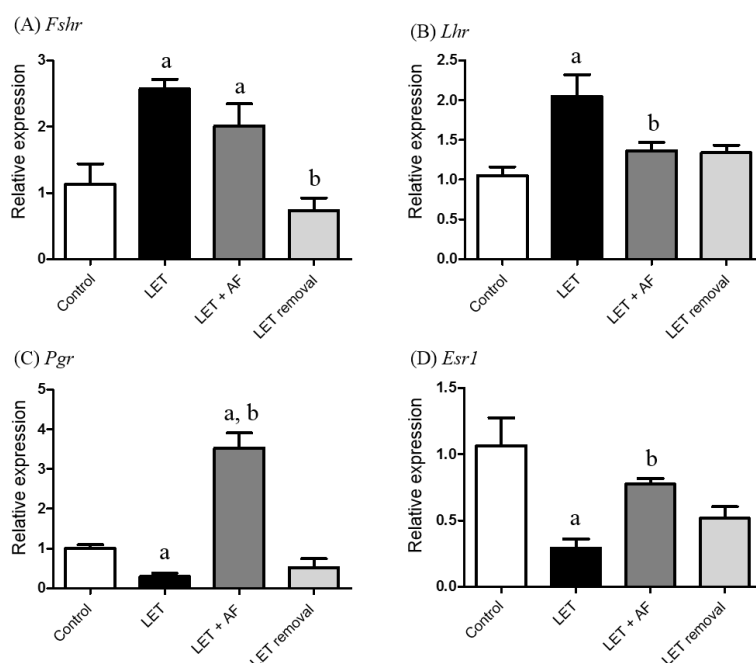 (A) Fshr
Relative expression
3
2
1
0
a
a
b
Control
LET
LET + AF
LET removal
(B) Lhr
Relative expression
2.5
2.0
1.5
1.0
0.5
0.0
a
b
Control
LET
LET + AF
LET removal
(C) Pgr
Relative expression
5
4
3
2
1
0
a
a, b
Control
LET
LET + AF
LET removal
(D) Esr1
Relative expression
1.5
1.0
0.5
0.0
a
b
Control
LET
LET + AF
LET removal